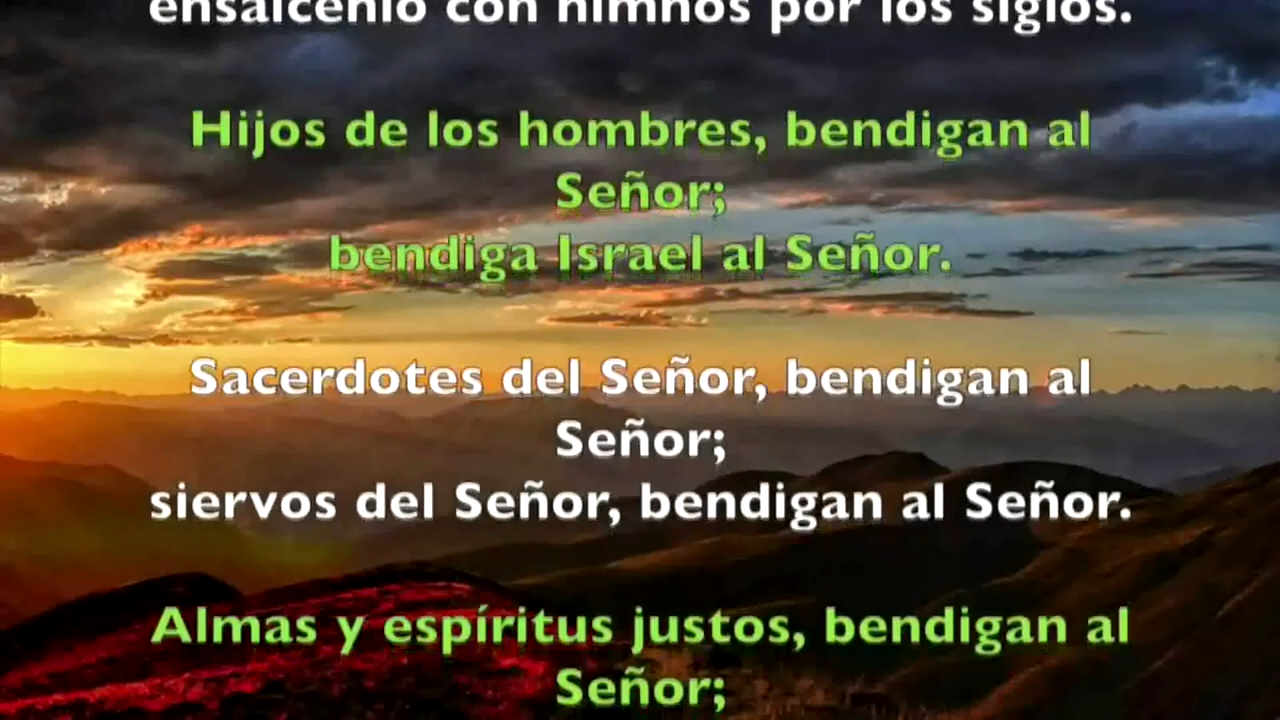 ensálcenlo con himnos por los siglos.
Hijos de los hombres, bendigan al
Señor;
bendiga Israel al Señor.
Sacerdotes del Señor, bendigan al
Señor;
siervos del Señor, bendigan al Señor.
Almas y espíritus justos, bendigan al
Señor;